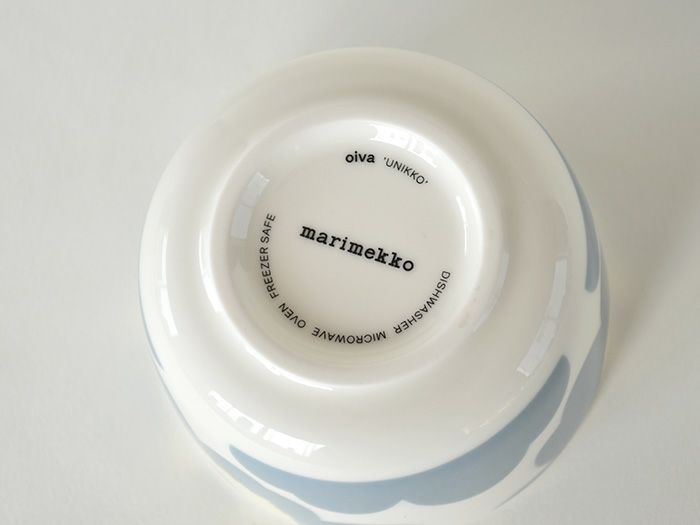 oiva 'UNIKKO'
marimekko
DISHWASHER MICROWAVE OVEN FREEZER SAFE